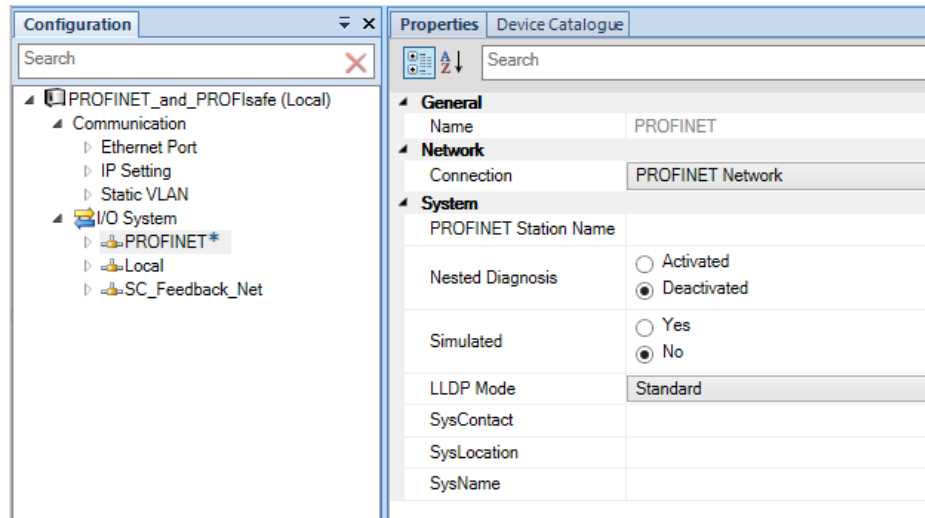 Configuration
Search
PROFINET_and_PROFIsafe (Local)
Communication
Ethernet Port
IP Setting
Static VLAN
I/O System
PROFINET*
Local
SC_Feedback_Net
Properties Device Catalogue
Search
General
Name PROFINET
Network
Connection PROFINET Network
System
PROFINET Station Name
Nested Diagnosis
Activated
Deactivated
Simulated
Yes
No
LLDP Mode Standard
SysContact
SysLocation
SysName